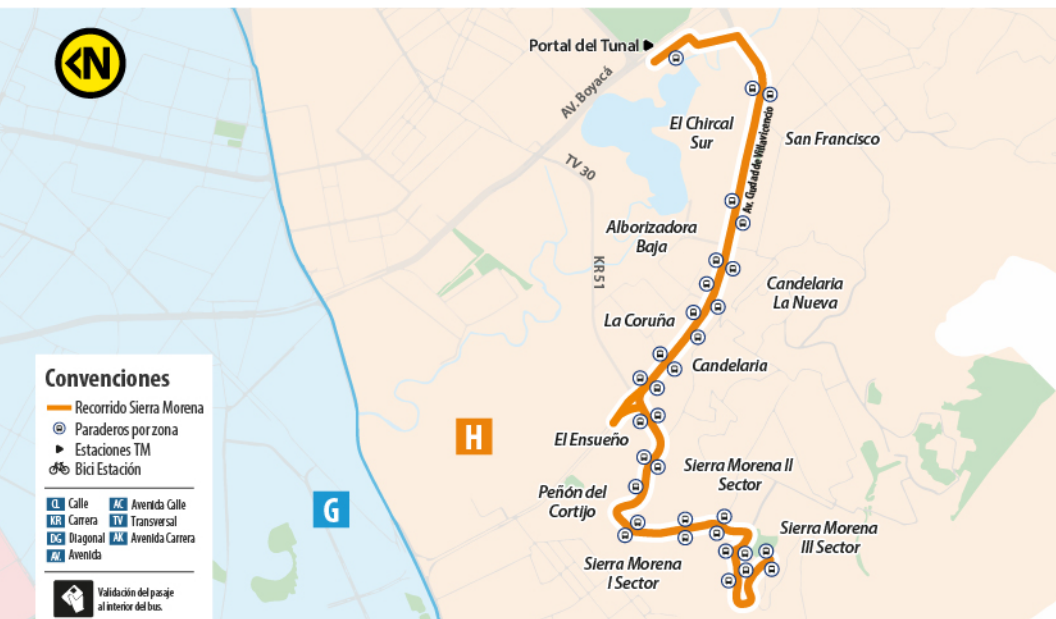 N
Portal del Tunal
AV. Boyacá
El Chircal
Sur
San Francisco
Av. Ciudad de Villavicencio
TV 30
Alborizadora
Baja
KR 51
Candelaria
La Nueva
La Coruña
Candelaria
H
El Ensueño
Sierra Morena II
Sector
Peñón del
Cortijo
G
Sierra Morena
III Sector
Sierra Morena
I Sector
Convenciones
Recorrido Sierra Morena
Paraderos por zona
Estaciones TM
Bici Estación
CL Calle AC Avenida Calle
KR Carrera TV Transversal
DG Diagonal AK Avenida Carrera
AV. Avenida
Validación del pasaje
al interior del bus.